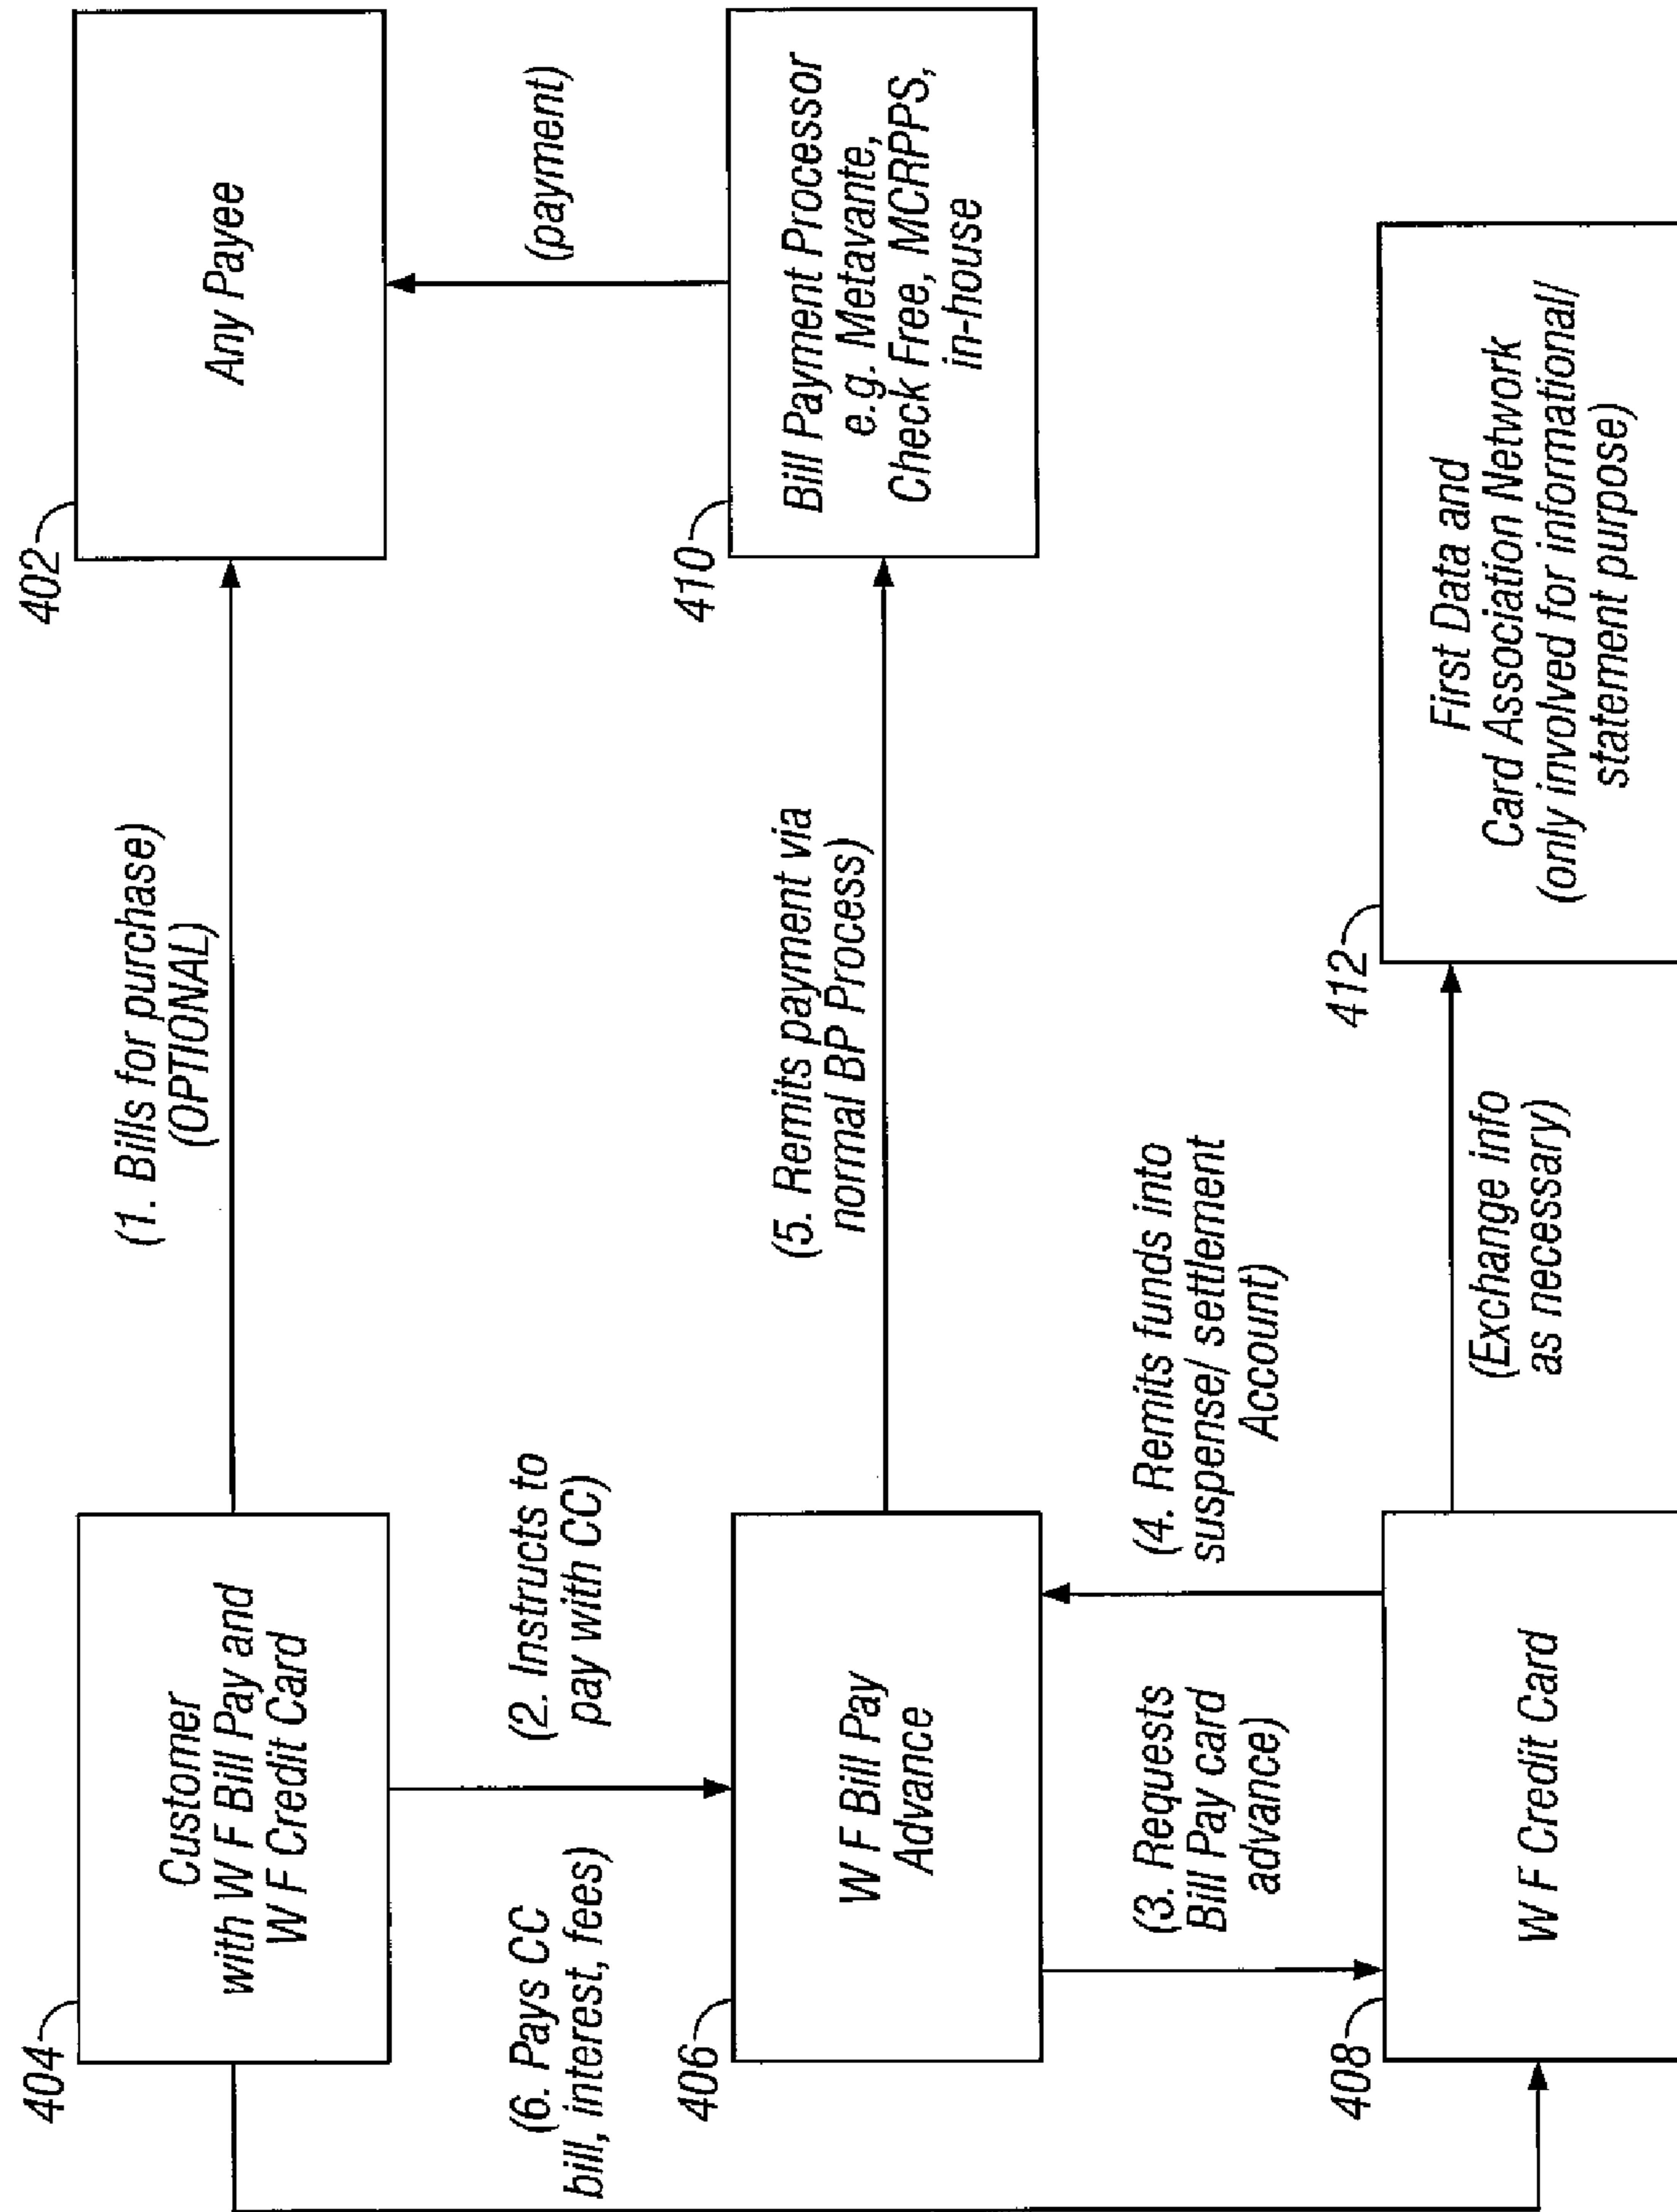 404
Customer
with W F Bill Pay and
W F Credit Card
(1. Bills for purchase)
(OPTIONAL)
402
Any Payee
(6. Pays CC
bill, interest, fees)
(2. Instructs to
pay with CC)
(payment)
406
W F Bill Pay
Advance
(5. Remits payment via
normal BP Process)
410
Bill Payment Processor
e.g. Metavante,
Check Free, MCRPPS,
in-house
(3. Requests
Bill Pay card
advance)
(4. Remits funds into
suspense/ settlement
Account)
408
W F Credit Card
(Exchange info
as necessary)
412
First Data and
Card Association Network
(only involved for informational/
statement purpose)